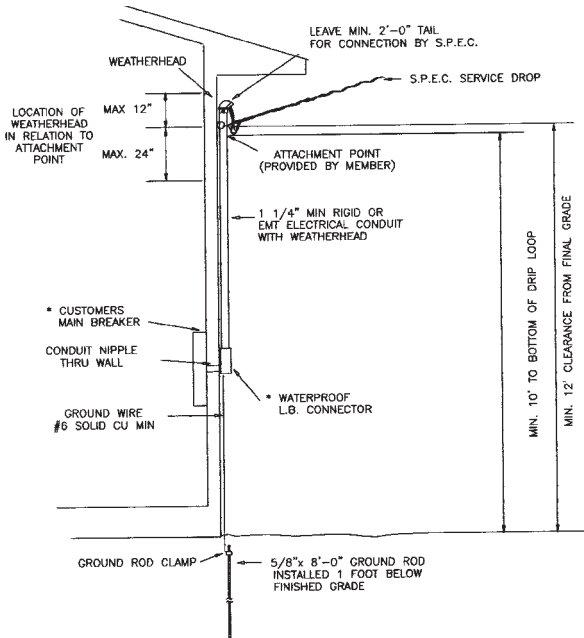 LEAVE MIN. 2'-0" TAIL
FOR CONNECTION BY S.P.E.C.
WEATHERHEAD
S.P.E.C. SERVICE DROP
LOCATION OF
WEATHERHEAD
IN RELATION TO
ATTACHMENT
POINT
MAX 12"
MAX. 24"
ATTACHMENT POINT
(PROVIDED BY MEMBER)
1 1/4" MIN RIGID OR
EMT ELECTRICAL CONDUIT
WITH WEATHERHEAD
* CUSTOMERS
MAIN BREAKER
CONDUIT NIPPLE
THRU WALL
* WATERPROOF
L.B. CONNECTOR
GROUND WIRE
#6 SOLID CU MIN
MIN. 10' TO BOTTOM OF DRIP LOOP
MIN. 12' CLEARANCE FROM FINAL GRADE
GROUND ROD CLAMP
5/8"x 8'-0" GROUND ROD
INSTALLED 1 FOOT BELOW
FINISHED GRADE